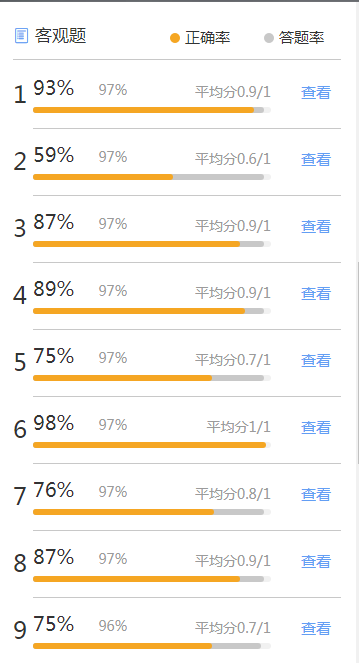 客观题 正确率 答题率
1 93% 97% 平均分0.9/1 查看
2 59% 97% 平均分0.6/1 查看
3 87% 97% 平均分0.9/1 查看
4 89% 97% 平均分0.9/1 查看
5 75% 97% 平均分0.7/1 查看
6 98% 97% 平均分1/1 查看
7 76% 97% 平均分0.8/1 查看
8 87% 97% 平均分0.9/1 查看
9 75% 96% 平均分0.7/1 查看